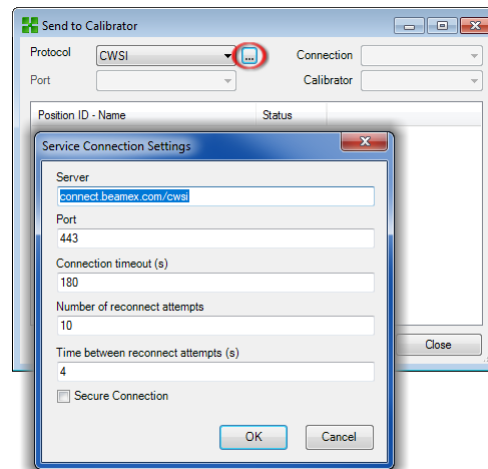 Send to Calibrator
Protocol CWSI ... Connection
Port Calibrator
Position ID - Name Status
Service Connection Settings
Server
connect.beamex.com/cwsi
Port
443
Connection timeout (s)
180
Number of reconnect attempts
10
Time between reconnect attempts (s)
4
Close
Secure Connection
OK Cancel